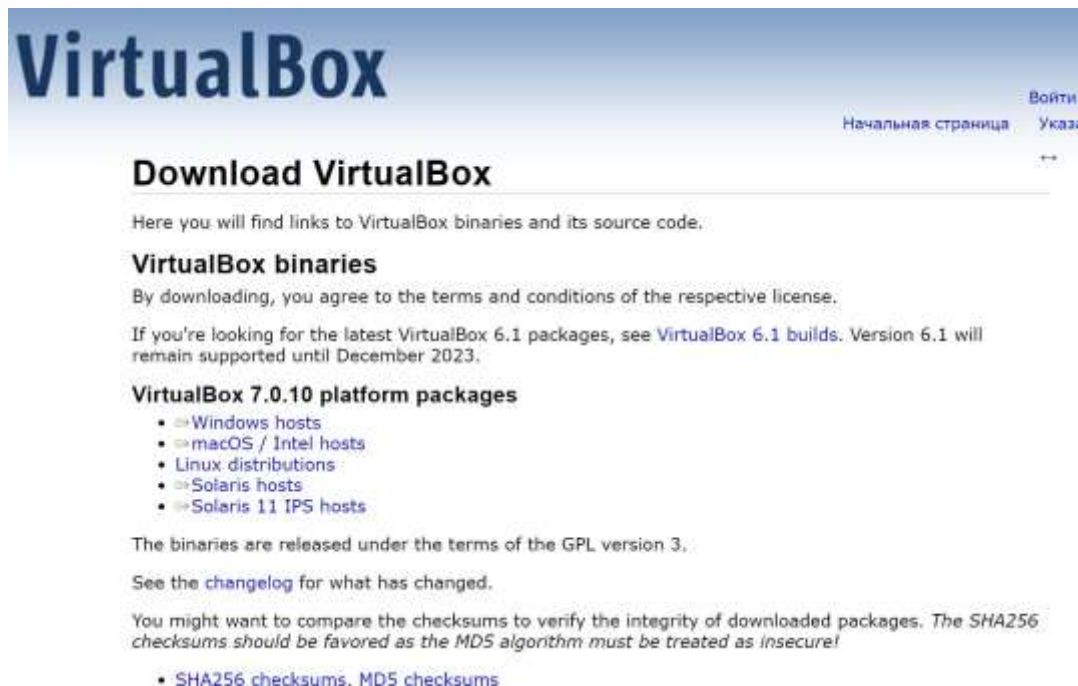 VirtualBox
Войти
Начальная страница
Download VirtualBox
Here you will find links to VirtualBox binaries and its source code.
VirtualBox binaries
By downloading, you agree to the terms and conditions of the respective license.
If you're looking for the latest VirtualBox 6.1 packages, see VirtualBox 6.1 builds. Version 6.1 will
remain supported until December 2023.
VirtualBox 7.0.10 platform packages
• Windows hosts
• macOS / Intel hosts
• Linux distributions
• Solaris hosts
• Solaris 11 IPS hosts
The binaries are released under the terms of the GPL version 3.
See the changelog for what has changed.
You might want to compare the checksums to verify the integrity of downloaded packages. The SHA256
checksums should be favored as the MD5 algorithm must be treated as insecure!
• SHA256 checksums, MD5 checksums